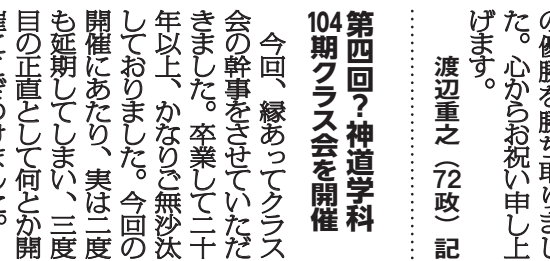 の優勝を勝ち取りまし
た。心からお祝い申し上
げます。
渡辺重之（72政）記
第四回？神道学科
104期クラス会を開催
今回、縁あってクラス
会の幹事をさせていただ
きました。卒業して二十
年以上、かなりご無沙汰
しておりました。今回の
開催にあたり、実は二度
も延期してしまい、三度
目の正直として何とか開